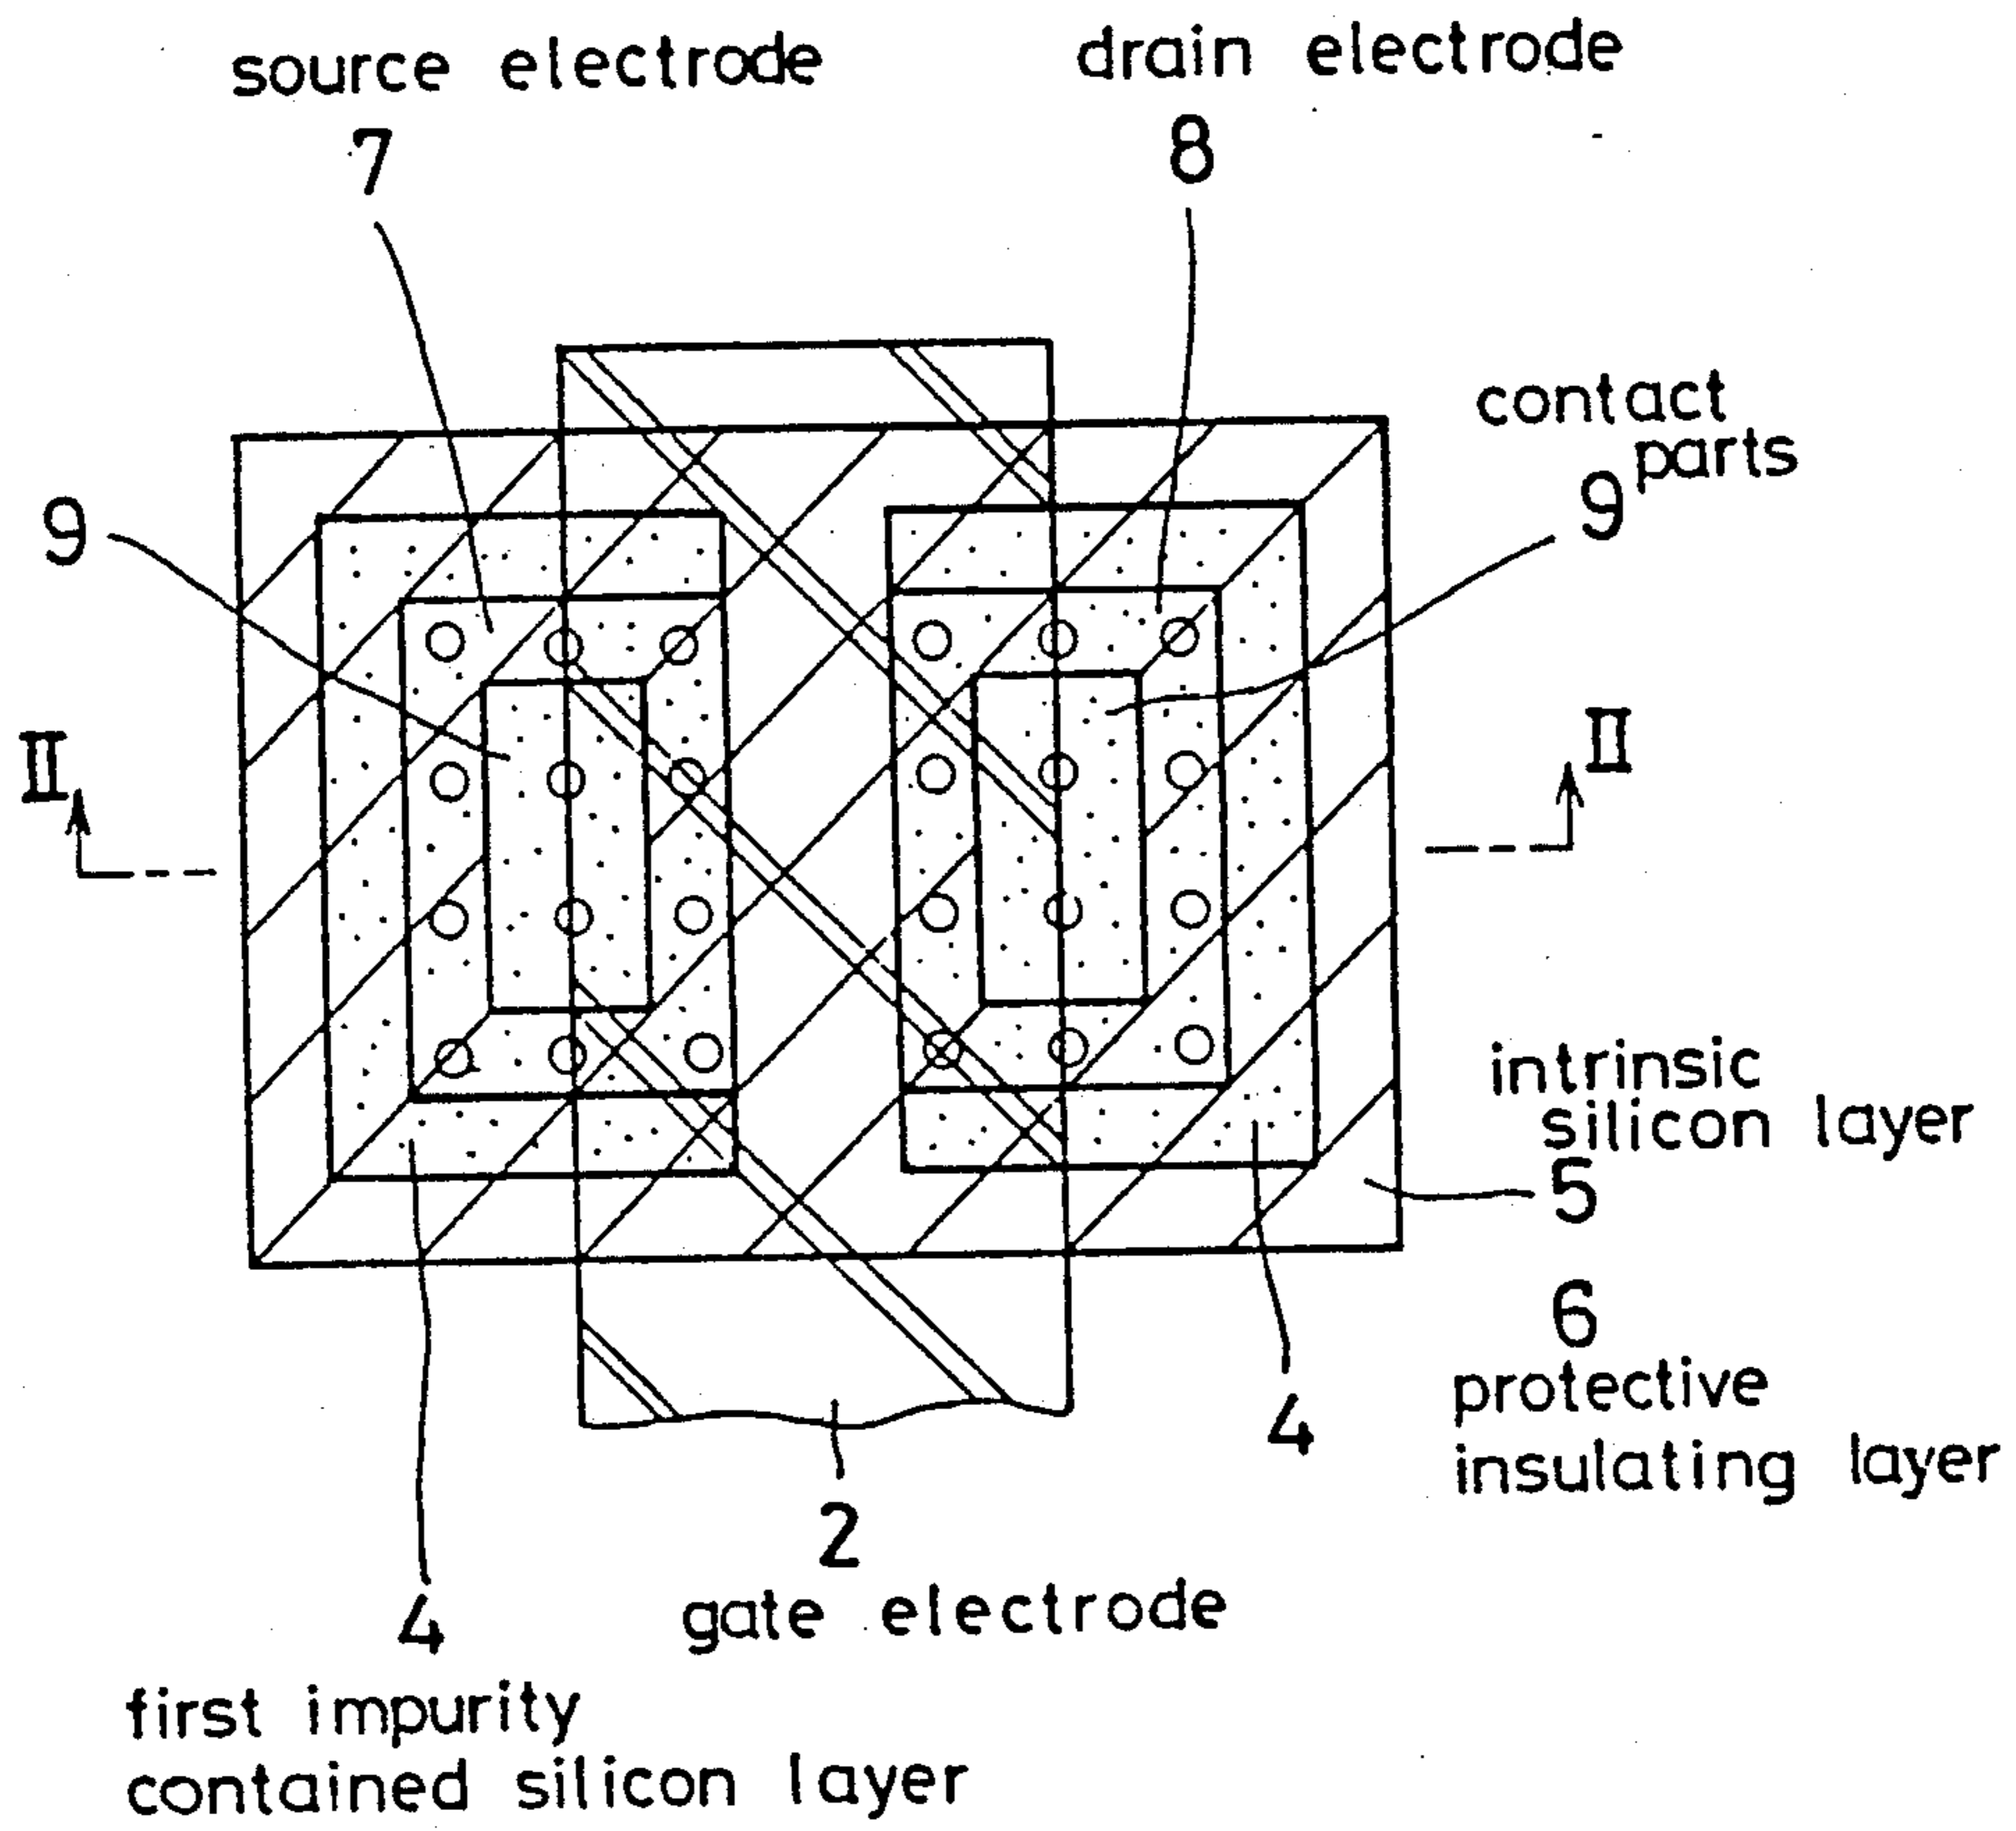 source electrode
7
drain electrode
8
contact
parts
9
9
II
II
intrinsic
silicon layer
5
6
protective
insulating layer
4
2
gate electrode
4
first impurity
contained silicon layer